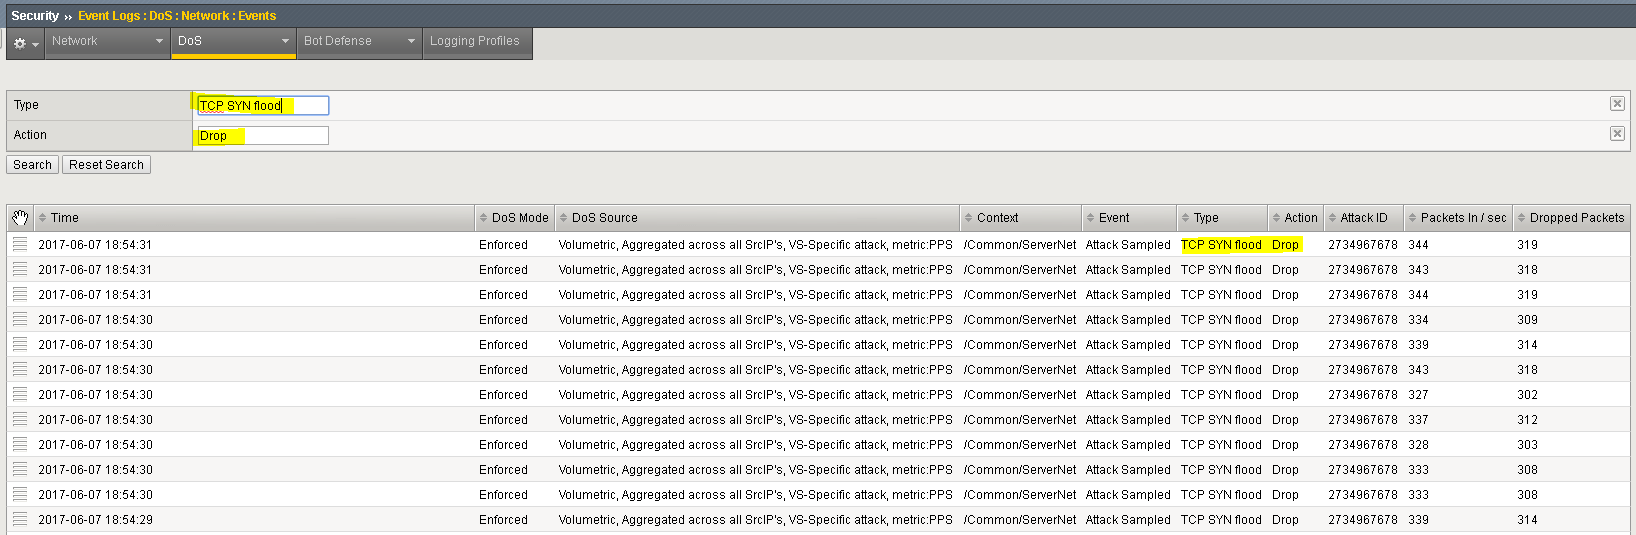 Security ›› Event Logs : DoS : Network : Events
Network DoS Bot Defense Logging Profiles
Type TCP SYN flood
Action Drop
Search Reset Search
Time DoS Mode DoS Source Context Event Type Action Attack ID Packets In / sec Dropped Packets
2017-06-07 18:54:31 Enforced Volumetric, Aggregated across all SrcIP's, VS-Specific attack, metric:PPS /Common/ServerNet Attack Sampled TCP SYN flood Drop 2734967678 344 319
2017-06-07 18:54:31 Enforced Volumetric, Aggregated across all SrcIP's, VS-Specific attack, metric:PPS /Common/ServerNet Attack Sampled TCP SYN flood Drop 2734967678 343 318
2017-06-07 18:54:31 Enforced Volumetric, Aggregated across all SrcIP's, VS-Specific attack, metric:PPS /Common/ServerNet Attack Sampled TCP SYN flood Drop 2734967678 344 319
2017-06-07 18:54:30 Enforced Volumetric, Aggregated across all SrcIP's, VS-Specific attack, metric:PPS /Common/ServerNet Attack Sampled TCP SYN flood Drop 2734967678 334 309
2017-06-07 18:54:30 Enforced Volumetric, Aggregated across all SrcIP's, VS-Specific attack, metric:PPS /Common/ServerNet Attack Sampled TCP SYN flood Drop 2734967678 339 314
2017-06-07 18:54:30 Enforced Volumetric, Aggregated across all SrcIP's, VS-Specific attack, metric:PPS /Common/ServerNet Attack Sampled TCP SYN flood Drop 2734967678 343 318
2017-06-07 18:54:30 Enforced Volumetric, Aggregated across all SrcIP's, VS-Specific attack, metric:PPS /Common/ServerNet Attack Sampled TCP SYN flood Drop 2734967678 327 302
2017-06-07 18:54:30 Enforced Volumetric, Aggregated across all SrcIP's, VS-Specific attack, metric:PPS /Common/ServerNet Attack Sampled TCP SYN flood Drop 2734967678 337 312
2017-06-07 18:54:30 Enforced Volumetric, Aggregated across all SrcIP's, VS-Specific attack, metric:PPS /Common/ServerNet Attack Sampled TCP SYN flood Drop 2734967678 328 303
2017-06-07 18:54:30 Enforced Volumetric, Aggregated across all SrcIP's, VS-Specific attack, metric:PPS /Common/ServerNet Attack Sampled TCP SYN flood Drop 2734967678 333 308
2017-06-07 18:54:30 Enforced Volumetric, Aggregated across all SrcIP's, VS-Specific attack, metric:PPS /Common/ServerNet Attack Sampled TCP SYN flood Drop 2734967678 333 308
2017-06-07 18:54:29 Enforced Volumetric, Aggregated across all SrcIP's, VS-Specific attack, metric:PPS /Common/ServerNet Attack Sampled TCP SYN flood Drop 2734967678 339 314